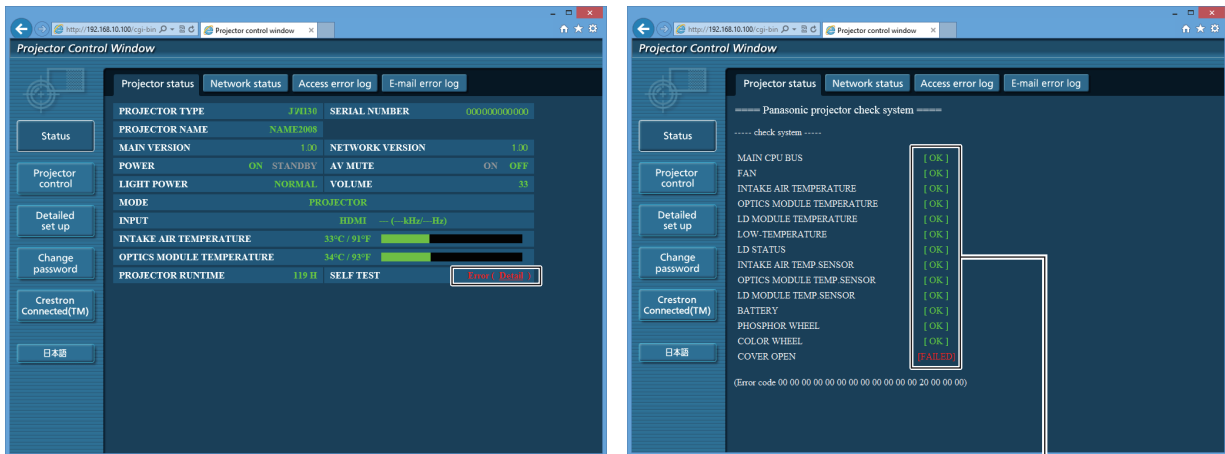 http://192.168.10.100/cgi-bin
Projector control window
Projector Control Window
Projector status
Network status
Access error log
E-mail error log
Status
Projector control
Detailed set up
Change password
Crestron Connected(TM)
日本語
PROJECTOR TYPE SERIAL NUMBER 000000000000
PROJECTOR NAME NAME2008
MAIN VERSION 1.00 NETWORK VERSION 1.00
POWER ON STANDBY AV MUTE ON OFF
LIGHT POWER NORMAL VOLUME 33
MODE PROJECTOR
INPUT HDMI --- (---kHz/---Hz)
INTAKE AIR TEMPERATURE 33°C / 91°F
OPTICS MODULE TEMPERATURE 34°C / 93°F
PROJECTOR RUNTIME 119 H SELF TEST Error ( Detail )
http://192.168.10.100/cgi-bin
Projector control window
Projector Control Window
Projector status
Network status
Access error log
E-mail error log
Status
Projector control
Detailed set up
Change password
Crestron Connected(TM)
日本語
==== Panasonic projector check system ====
----- check system -----
MAIN CPU BUS [ OK ]
FAN [ OK ]
INTAKE AIR TEMPERATURE [ OK ]
OPTICS MODULE TEMPERATURE [ OK ]
LD MODULE TEMPERATURE [ OK ]
LOW-TEMPERATURE [ OK ]
LD STATUS [ OK ]
INTAKE AIR TEMP.SENSOR [ OK ]
OPTICS MODULE TEMP.SENSOR [ OK ]
LD MODULE TEMP.SENSOR [ OK ]
BATTERY [ OK ]
PHOSPHOR WHEEL [ OK ]
COLOR WHEEL [ OK ]
COVER OPEN [FAILED]
(Error code 00 00 00 00 00 00 00 00 00 00 00 00 20 00 00 00)